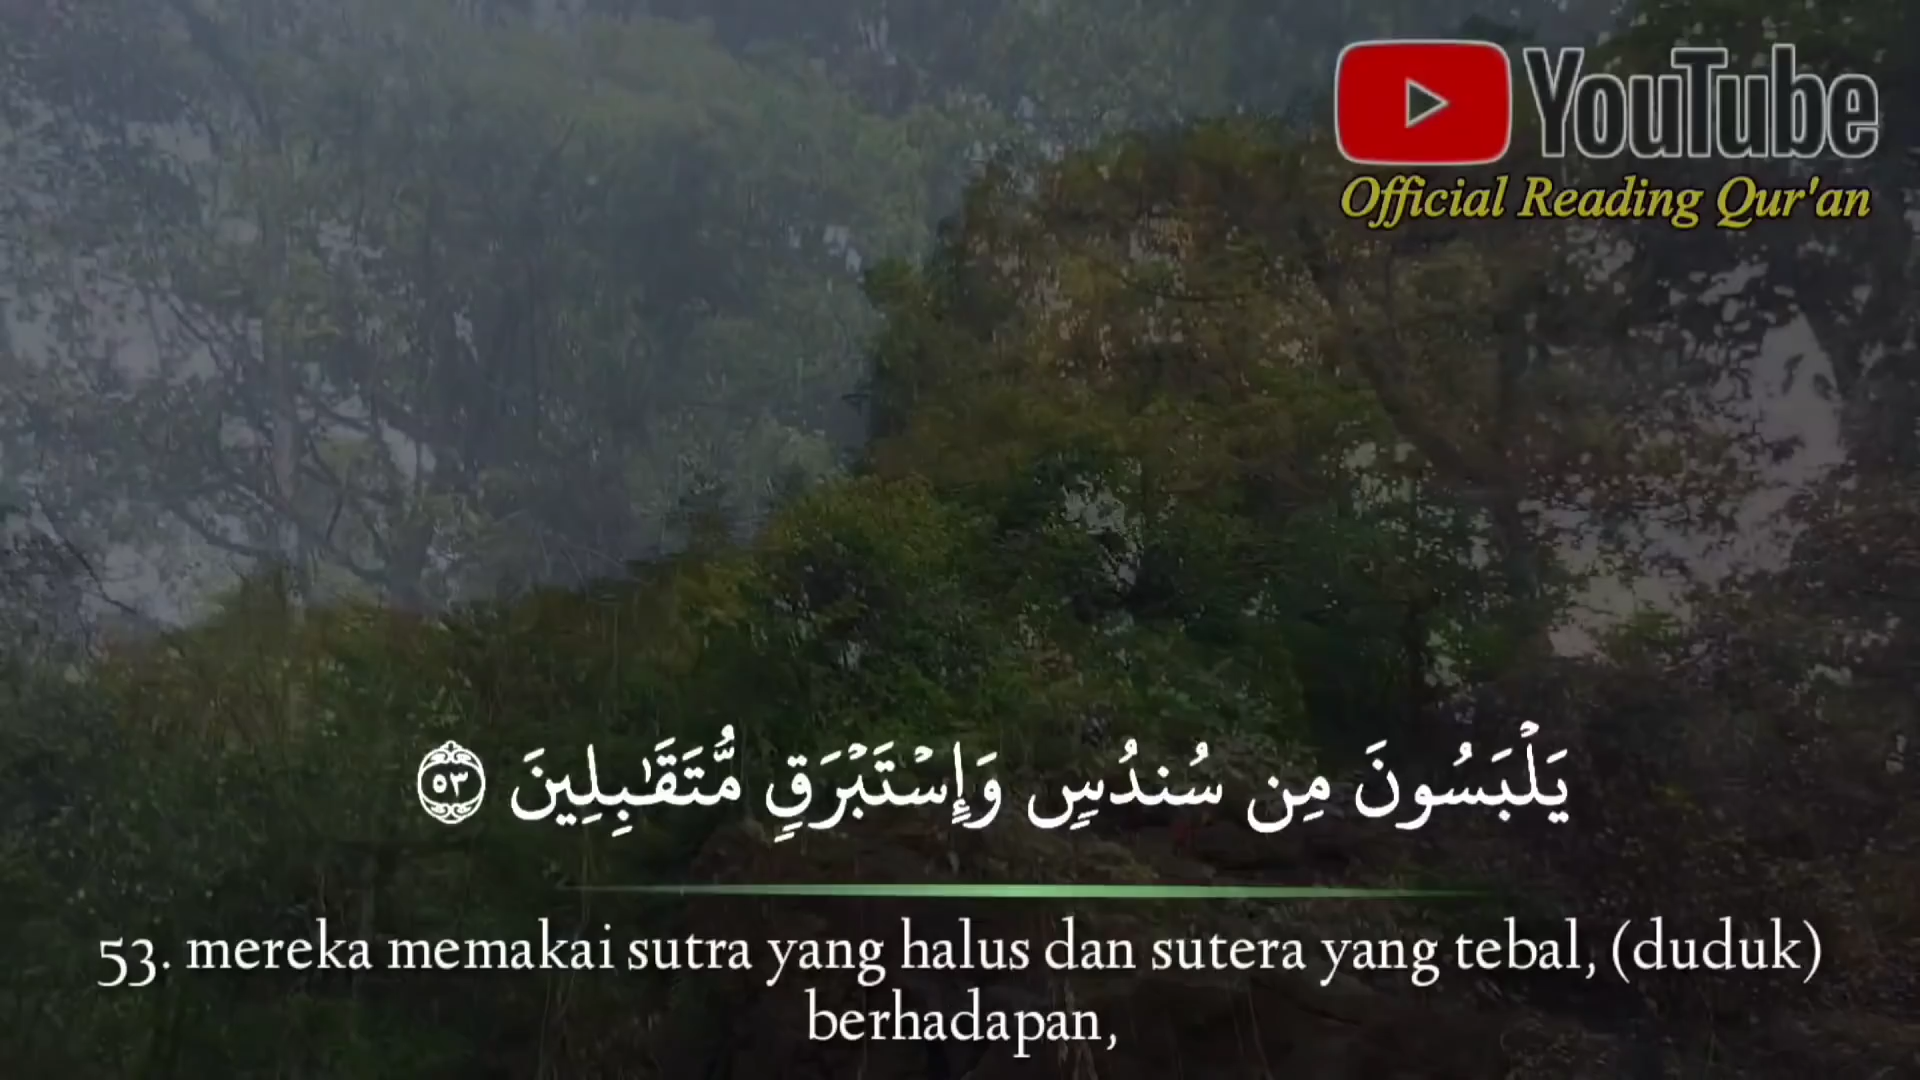 YouTube
Official Reading Qur'an
يَلْبَسُونَ مِن سُندُسٍ وَإِسْتَبْرَقٍ مُّتَقَـٰبِلِينَ ٥٣
53. mereka memakai sutra yang halus dan sutera yang tebal, (duduk)
berhadapan,